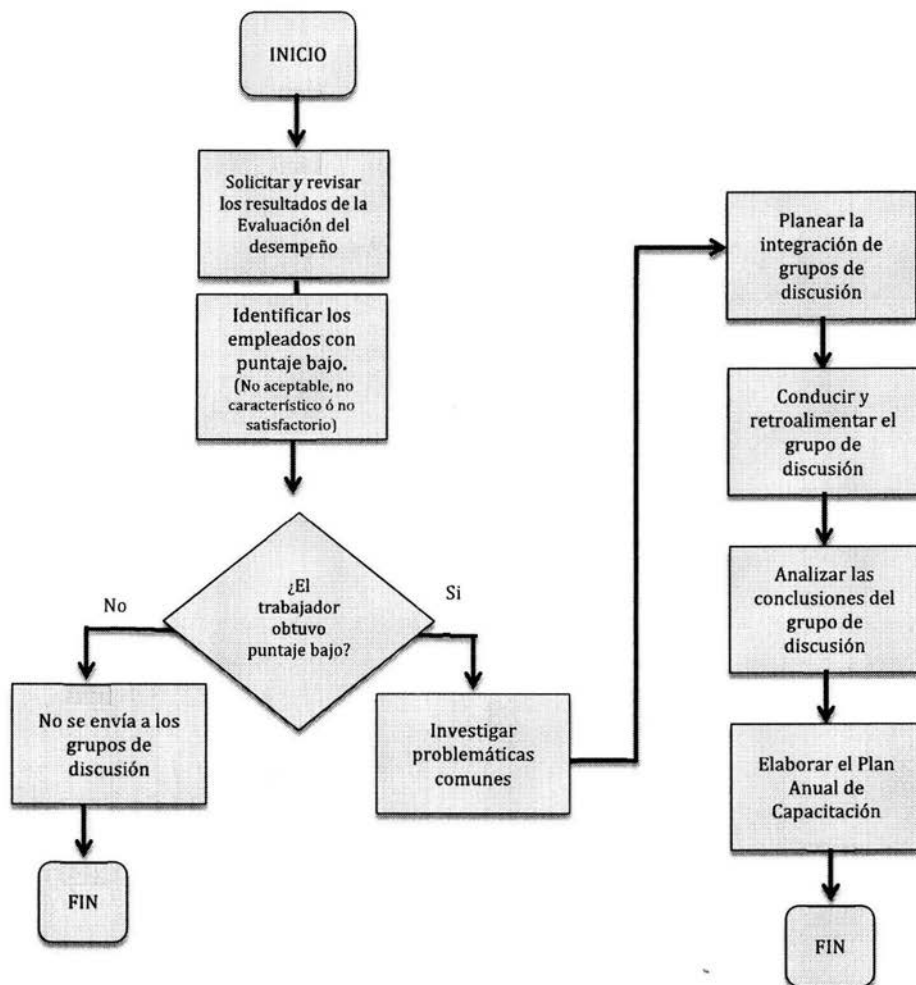 INICIO
Solicitar y revisar
los resultados de la
Evaluación del
desempeño
Identificar los
empleados con
puntaje bajo.
(No aceptable, no
característico ó no
satisfactorio)
¿El
trabajador
obtuvo
puntaje bajo?
No
Si
No se envía a los
grupos de
discusión
FIN
Investigar
problemáticas
comunes
Planear la
integración de
grupos de
discusión
Conducir y
retroalimentar el
grupo de
discusión
Analizar las
conclusiones del
grupo de
discusión
Elaborar el Plan
Anual de
Capacitación
FIN